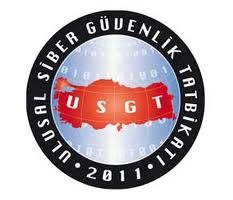 ULUSAL SİBER GÜVENLİK TATBİKATI
USGT
• 2011 •